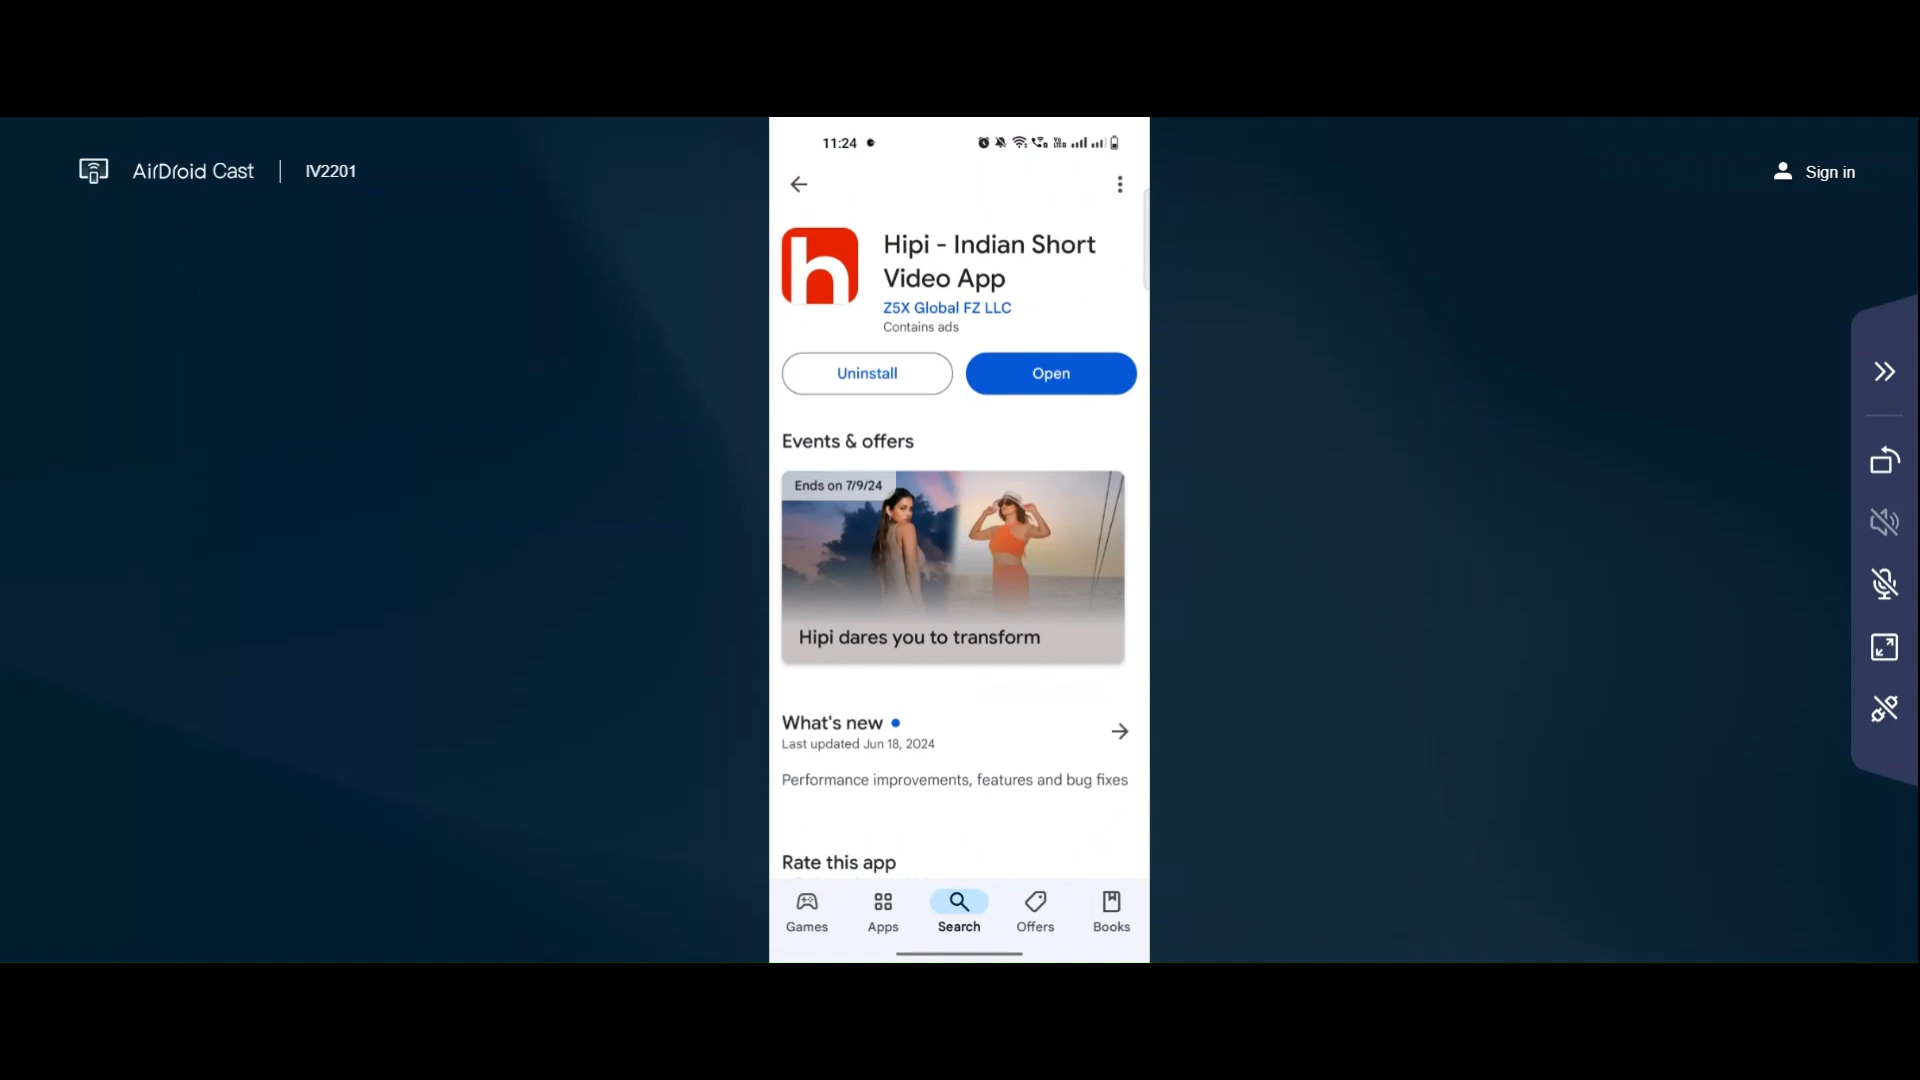 AirDroid Cast | IV2201
Sign in
11:24
Hipi - Indian Short
Video App
Z5X Global FZ LLC
Contains ads
Uninstall
Open
Events & offers
Ends on 7/9/24
Hipi dares you to transform
What's new
Last updated Jun 18, 2024
Performance improvements, features and bug fixes
Rate this app
Games
Apps
Search
Offers
Books